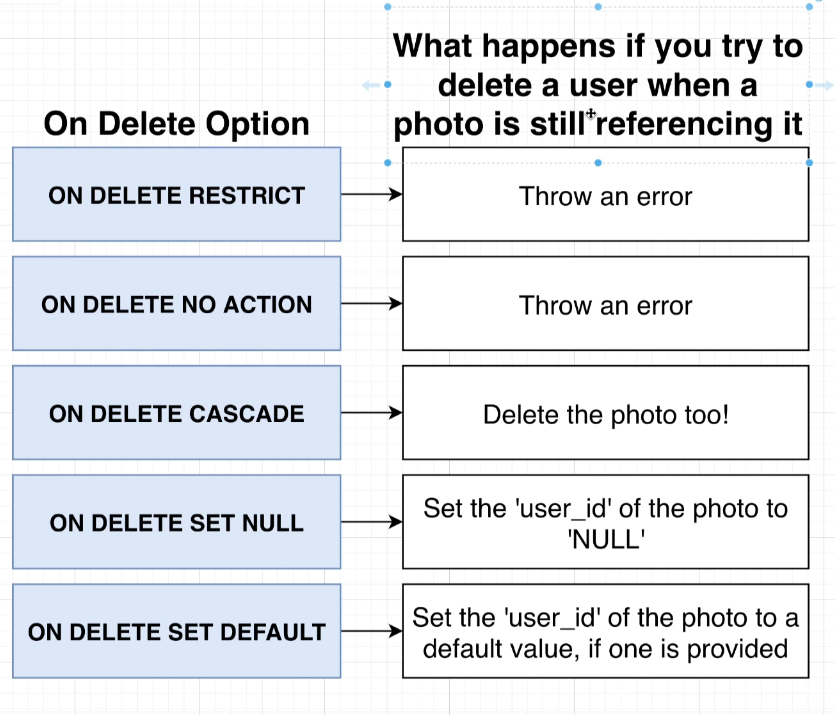 What happens if you try to
delete a user when a
On Delete Option
photo is still referencing it
ON DELETE RESTRICT
Throw an error
ON DELETE NO ACTION
Throw an error
ON DELETE CASCADE
Delete the photo too!
ON DELETE SET NULL
Set the 'user_id' of the photo to
'NULL'
ON DELETE SET DEFAULT
Set the 'user_id' of the photo to a
default value, if one is provided